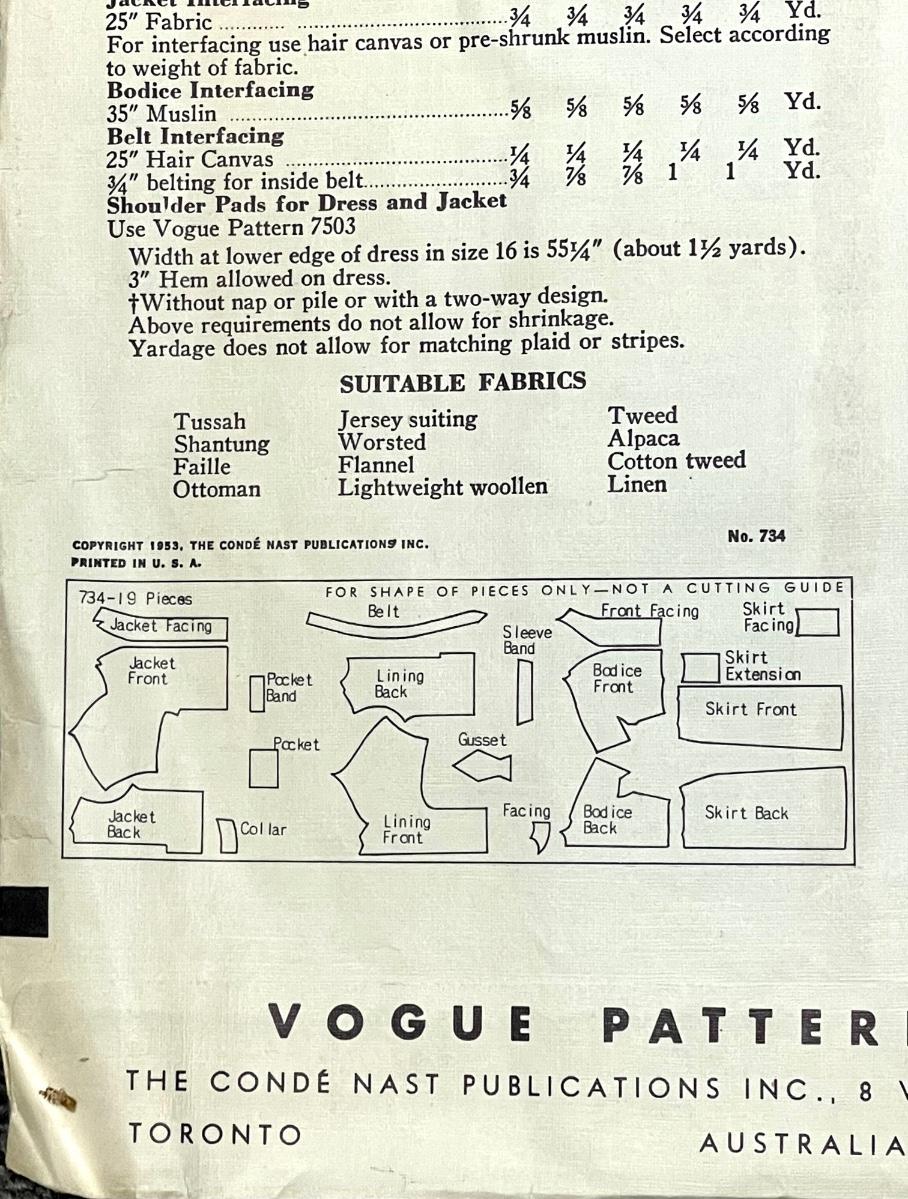 Jacket Interfacing
25″ Fabric ........... ...................................¾ ¾ ¾ ¾ ¾ Yd.
For interfacing use hair canvas or pre-shrunk muslin. Select according
to weight of fabric.
Bodice Interfacing
35″ Muslin ..............................................⅝ ⅝ ⅝ ⅝ ⅝ Yd.
Belt Interfacing
25″ Hair Canvas .....................................¼ ¼ ¼ ¼ ¼ Yd.
¾″ belting for inside belt.......................¾ ⅞ ⅞ 1 1 Yd.
Shoulder Pads for Dress and Jacket
Use Vogue Pattern 7503
Width at lower edge of dress in size 16 is 55¼″ (about 1½ yards).
3″ Hem allowed on dress.
†Without nap or pile or with a two-way design.
Above requirements do not allow for shrinkage.
Yardage does not allow for matching plaid or stripes.
SUITABLE FABRICS
Tussah Jersey suiting Tweed
Shantung Worsted Alpaca
Faille Flannel Cotton tweed
Ottoman Lightweight woollen Linen
COPYRIGHT 1953, THE CONDÉ NAST PUBLICATIONS INC. No. 734
PRINTED IN U. S. A.
734-19 Pieces FOR SHAPE OF PIECES ONLY—NOT A CUTTING GUIDE
Jacket Facing
Belt
Front Facing
Skirt
Facing
Sleeve
Band
Jacket
Front
Pocket
Band
Lining
Back
Bodice
Front
Skirt
Extension
Skirt Front
Pocket
Gusset
Jacket
Back
Collar
Lining
Front
Facing
Bodice
Back
Skirt Back
VOGUE PATTER
THE CONDÉ NAST PUBLICATIONS INC., 8
TORONTO AUSTRALIA